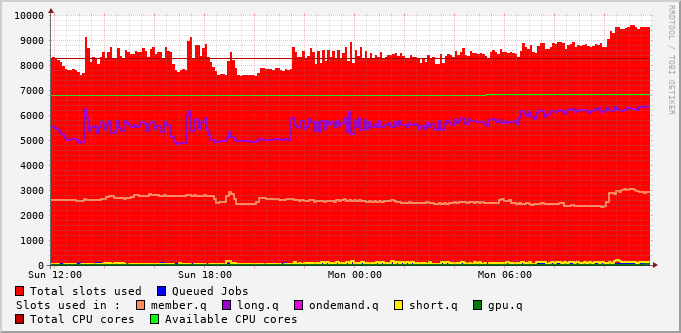 10000
9000
8000
7000
6000
5000
4000
3000
2000
1000
0
Sun 12:00 Sun 18:00 Mon 00:00 Mon 06:00
Total slots used Queued Jobs
Slots used in : member.q long.q ondemand.q short.q gpu.q
Total CPU cores Available CPU cores
RRDTOOL / TOBI OETIKER